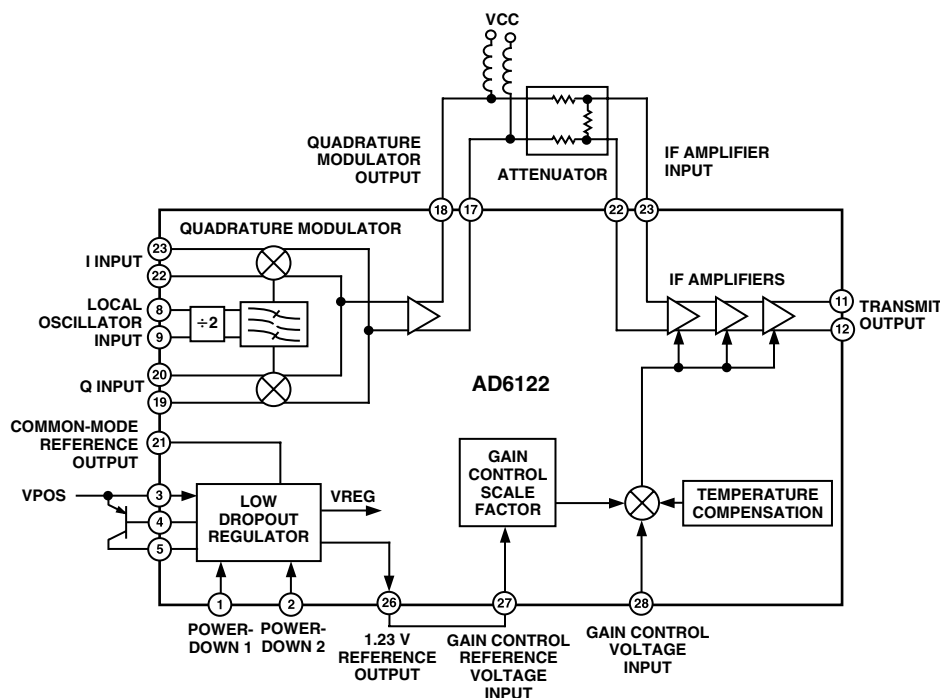 VCC
QUADRATURE
MODULATOR
OUTPUT
ATTENUATOR
IF AMPLIFIER
INPUT
18
17
22
23
QUADRATURE MODULATOR
23
I INPUT
22
LOCAL
OSCILLATOR
INPUT
8
9
÷2
20
Q INPUT
19
IF AMPLIFIERS
11
TRANSMIT
OUTPUT
12
AD6122
COMMON-MODE
REFERENCE
OUTPUT
21
VPOS
3
4
5
LOW
DROPOUT
REGULATOR
VREG
GAIN
CONTROL
SCALE
FACTOR
TEMPERATURE
COMPENSATION
1
2
26
27
28
POWER-
DOWN 1
POWER-
DOWN 2
1.23 V
REFERENCE
OUTPUT
GAIN CONTROL
REFERENCE
VOLTAGE
INPUT
GAIN CONTROL
VOLTAGE
INPUT